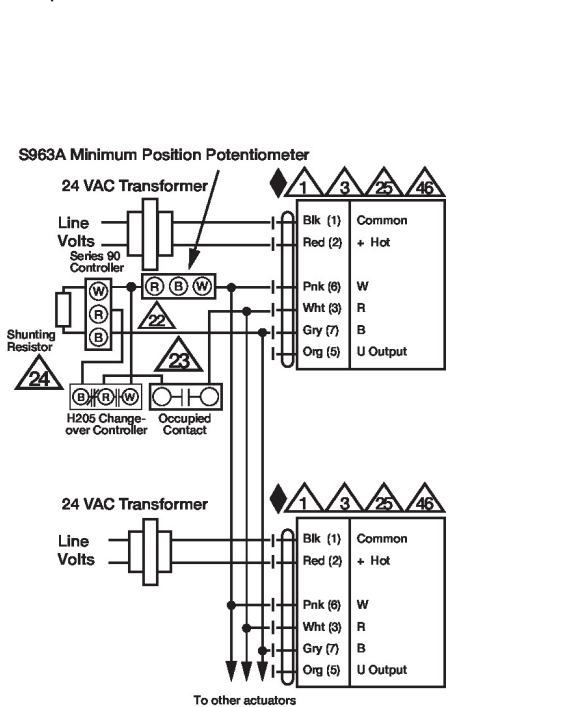 S963A Minimum Position Potentiometer
24 VAC Transformer
1 3 25 46
Line
Volts
Blk (1) Common
Red (2) + Hot
Series 90
Controller
W
R
B
R B W
Pnk (6) W
Wht (3) R
Gry (7) B
Org (5) U Output
22
Shunting
Resistor
23
24
B R W
H205 Change-
over Controller
Occupied
Contact
24 VAC Transformer
1 3 25 46
Line
Volts
Blk (1) Common
Red (2) + Hot
Pnk (6) W
Wht (3) R
Gry (7) B
Org (5) U Output
To other actuators